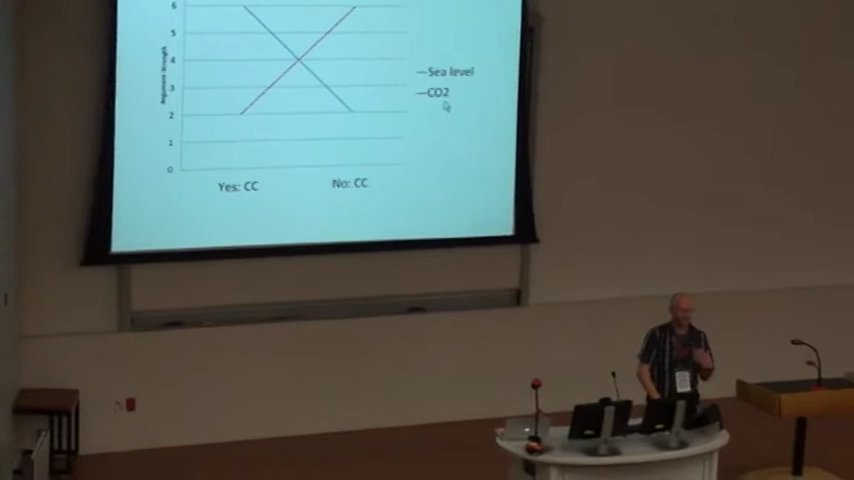 6
5
4
3
2
1
0
Argument Strength
Sea level
CO2
Yes: CC
No: CC